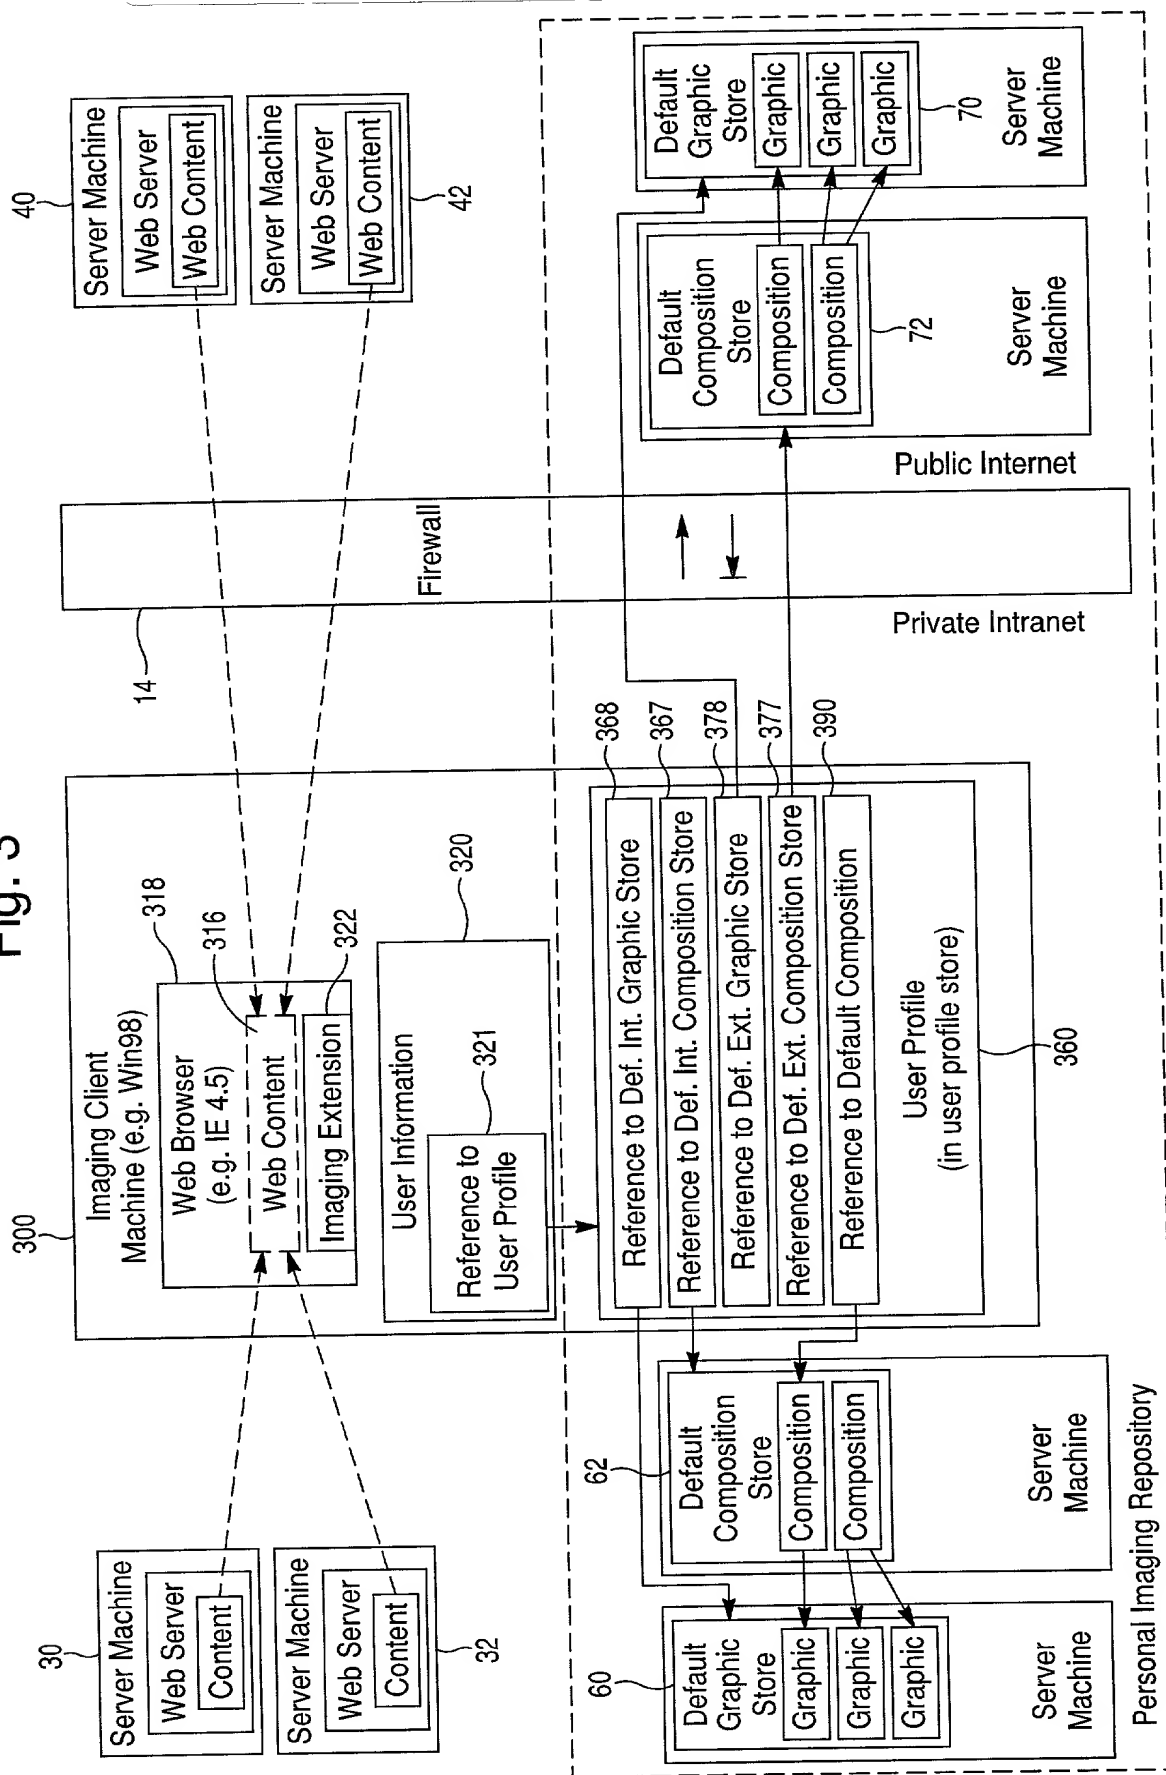 Fig. 3
30
Server Machine
Web Server
Content
Server Machine
Web Server
Content
32
300
Imaging Client
Machine (e.g. Win98)
Web Browser
(e.g. IE 4.5)
Web Content
Imaging Extension
318
316
322
User Information
Reference to
User Profile
321
320
14
Firewall
40
Server Machine
Web Server
Web Content
Server Machine
Web Server
Web Content
42
60
Default
Graphic
Store
Graphic
Graphic
Graphic
Server
Machine
62
Default
Composition
Store
Composition
Composition
Server
Machine
Reference to Def. Int. Graphic Store
Reference to Def. Int. Composition Store
Reference to Def. Ext. Graphic Store
Reference to Def. Ext. Composition Store
Reference to Default Composition
User Profile
(in user profile store)
368
367
378
377
390
360
Private Intranet
Public Internet
Default
Composition
Store
Composition
Composition
72
Server
Machine
Default
Graphic
Store
Graphic
Graphic
Graphic
70
Server
Machine
Personal Imaging Repository